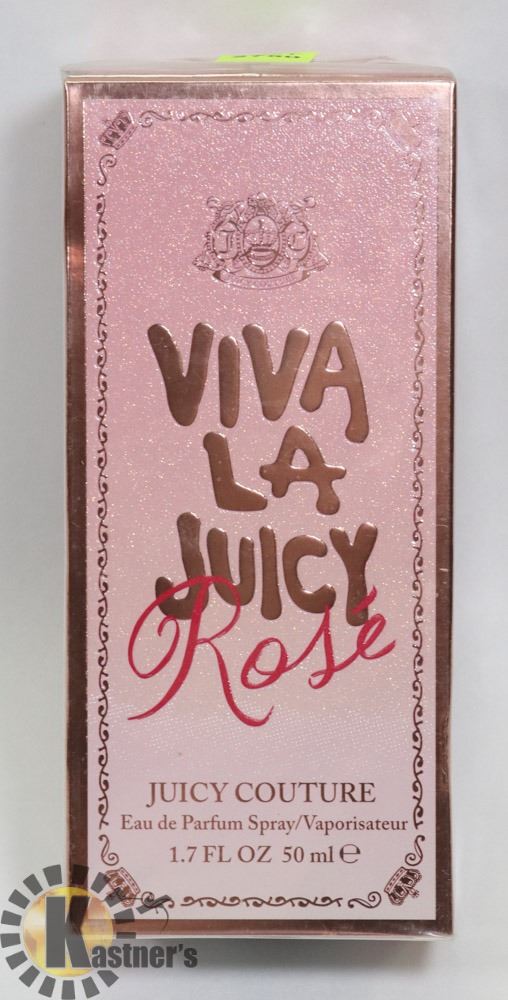 VIVA
LA
JUICY
Rosé
JUICY COUTURE
Eau de Parfum Spray/Vaporisateur
1.7 FL OZ 50 ml ℮
Kastner's